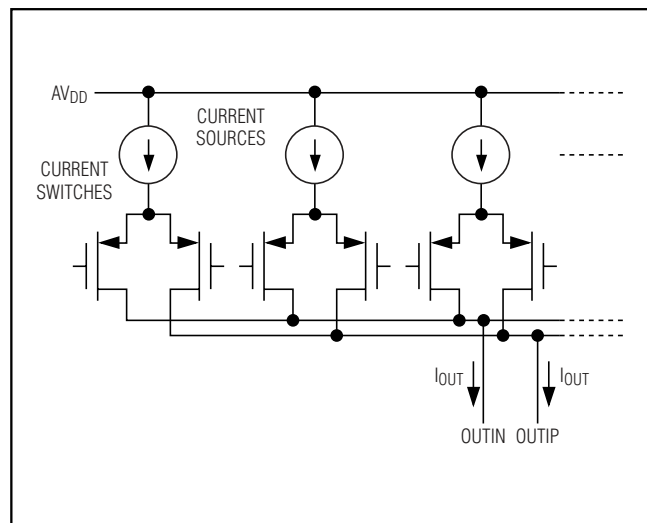 AVDD
CURRENT
SOURCES
CURRENT
SWITCHES
IOUT IOUT
OUTIN OUTIP